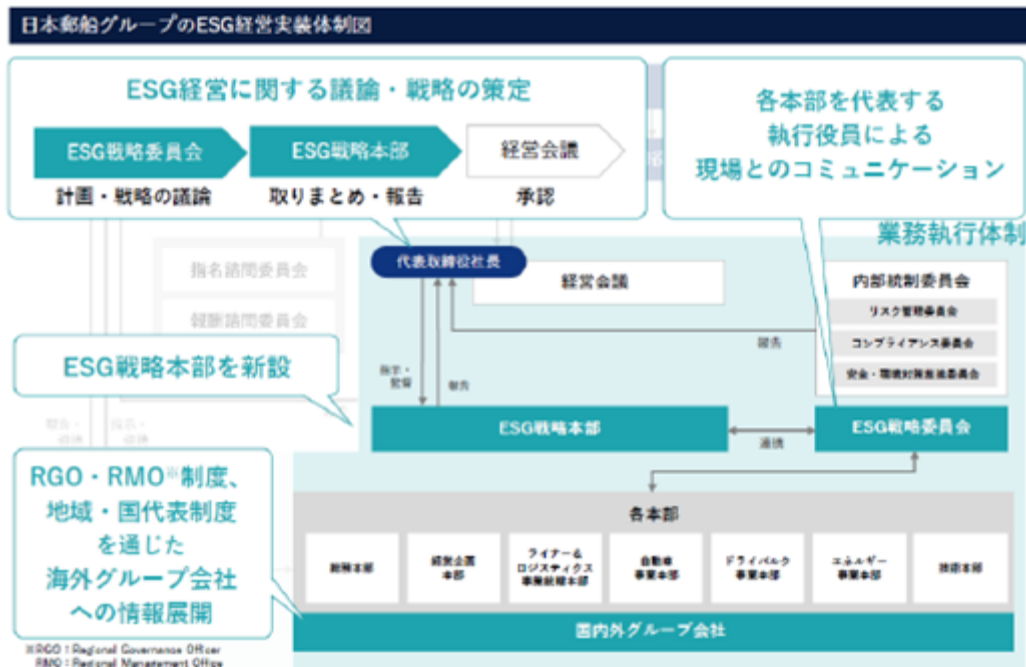 日本郵船グループのESG経営実装体制図
ESG経営に関する議論・戦略の策定
ESG戦略委員会
ESG戦略本部
経営会議
計画・戦略の議論
取りまとめ・報告
承認
各本部を代表する
執行役員による
現場とのコミュニケーション
業務執行体制
指名諮問委員会
報酬諮問委員会
代表取締役社長
経営会議
内部統制委員会
リスク管理委員会
コンプライアンス委員会
安全・環境対策推進委員会
報告
指示・
監督
報告
ESG戦略本部を新設
ESG戦略本部
連携
ESG戦略委員会
RGO・RMO※制度、
地域・国代表制度
を通じた
海外グループ会社
への情報展開
各本部
総務本部
経営企画
本部
ライナー&
ロジスティクス
事業統轄本部
自動車
事業本部
ドライバルク
事業本部
エネルギー
事業本部
技術本部
国内外グループ会社
※RGO:Regional Governance Officer
RMO:Regional Management Office